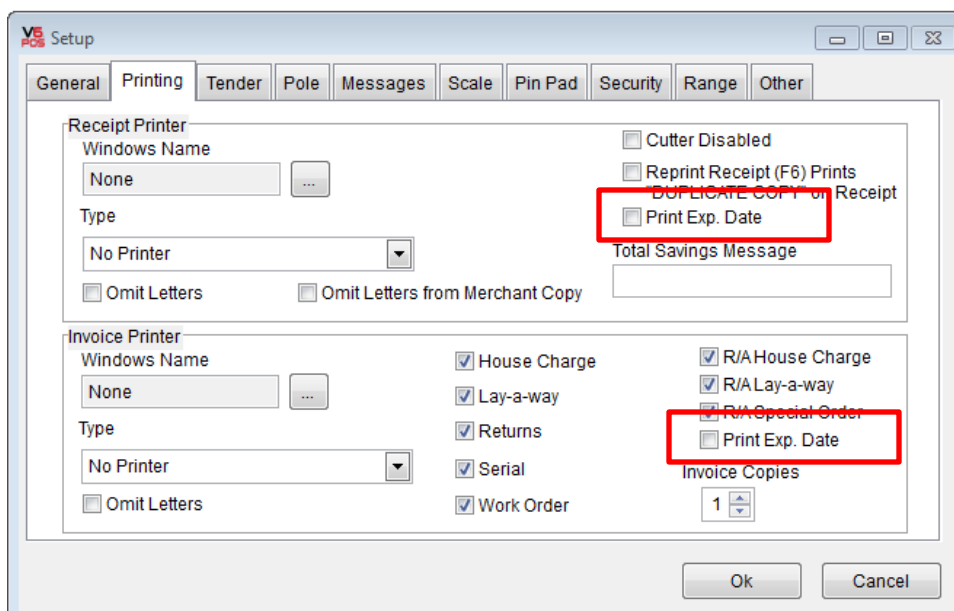 V6 POS Setup
General Printing Tender Pole Messages Scale Pin Pad Security Range Other
Receipt Printer
Windows Name
None
...
Type
No Printer
Omit Letters
Omit Letters from Merchant Copy
Cutter Disabled
Reprint Receipt (F6) Prints
"DUPLICATE COPY" on Receipt
Print Exp. Date
Total Savings Message
Invoice Printer
Windows Name
None
...
Type
No Printer
Omit Letters
House Charge
Lay-a-way
Returns
Serial
Work Order
R/A House Charge
R/A Lay-a-way
R/A Special Order
Print Exp. Date
Invoice Copies
1
Ok
Cancel